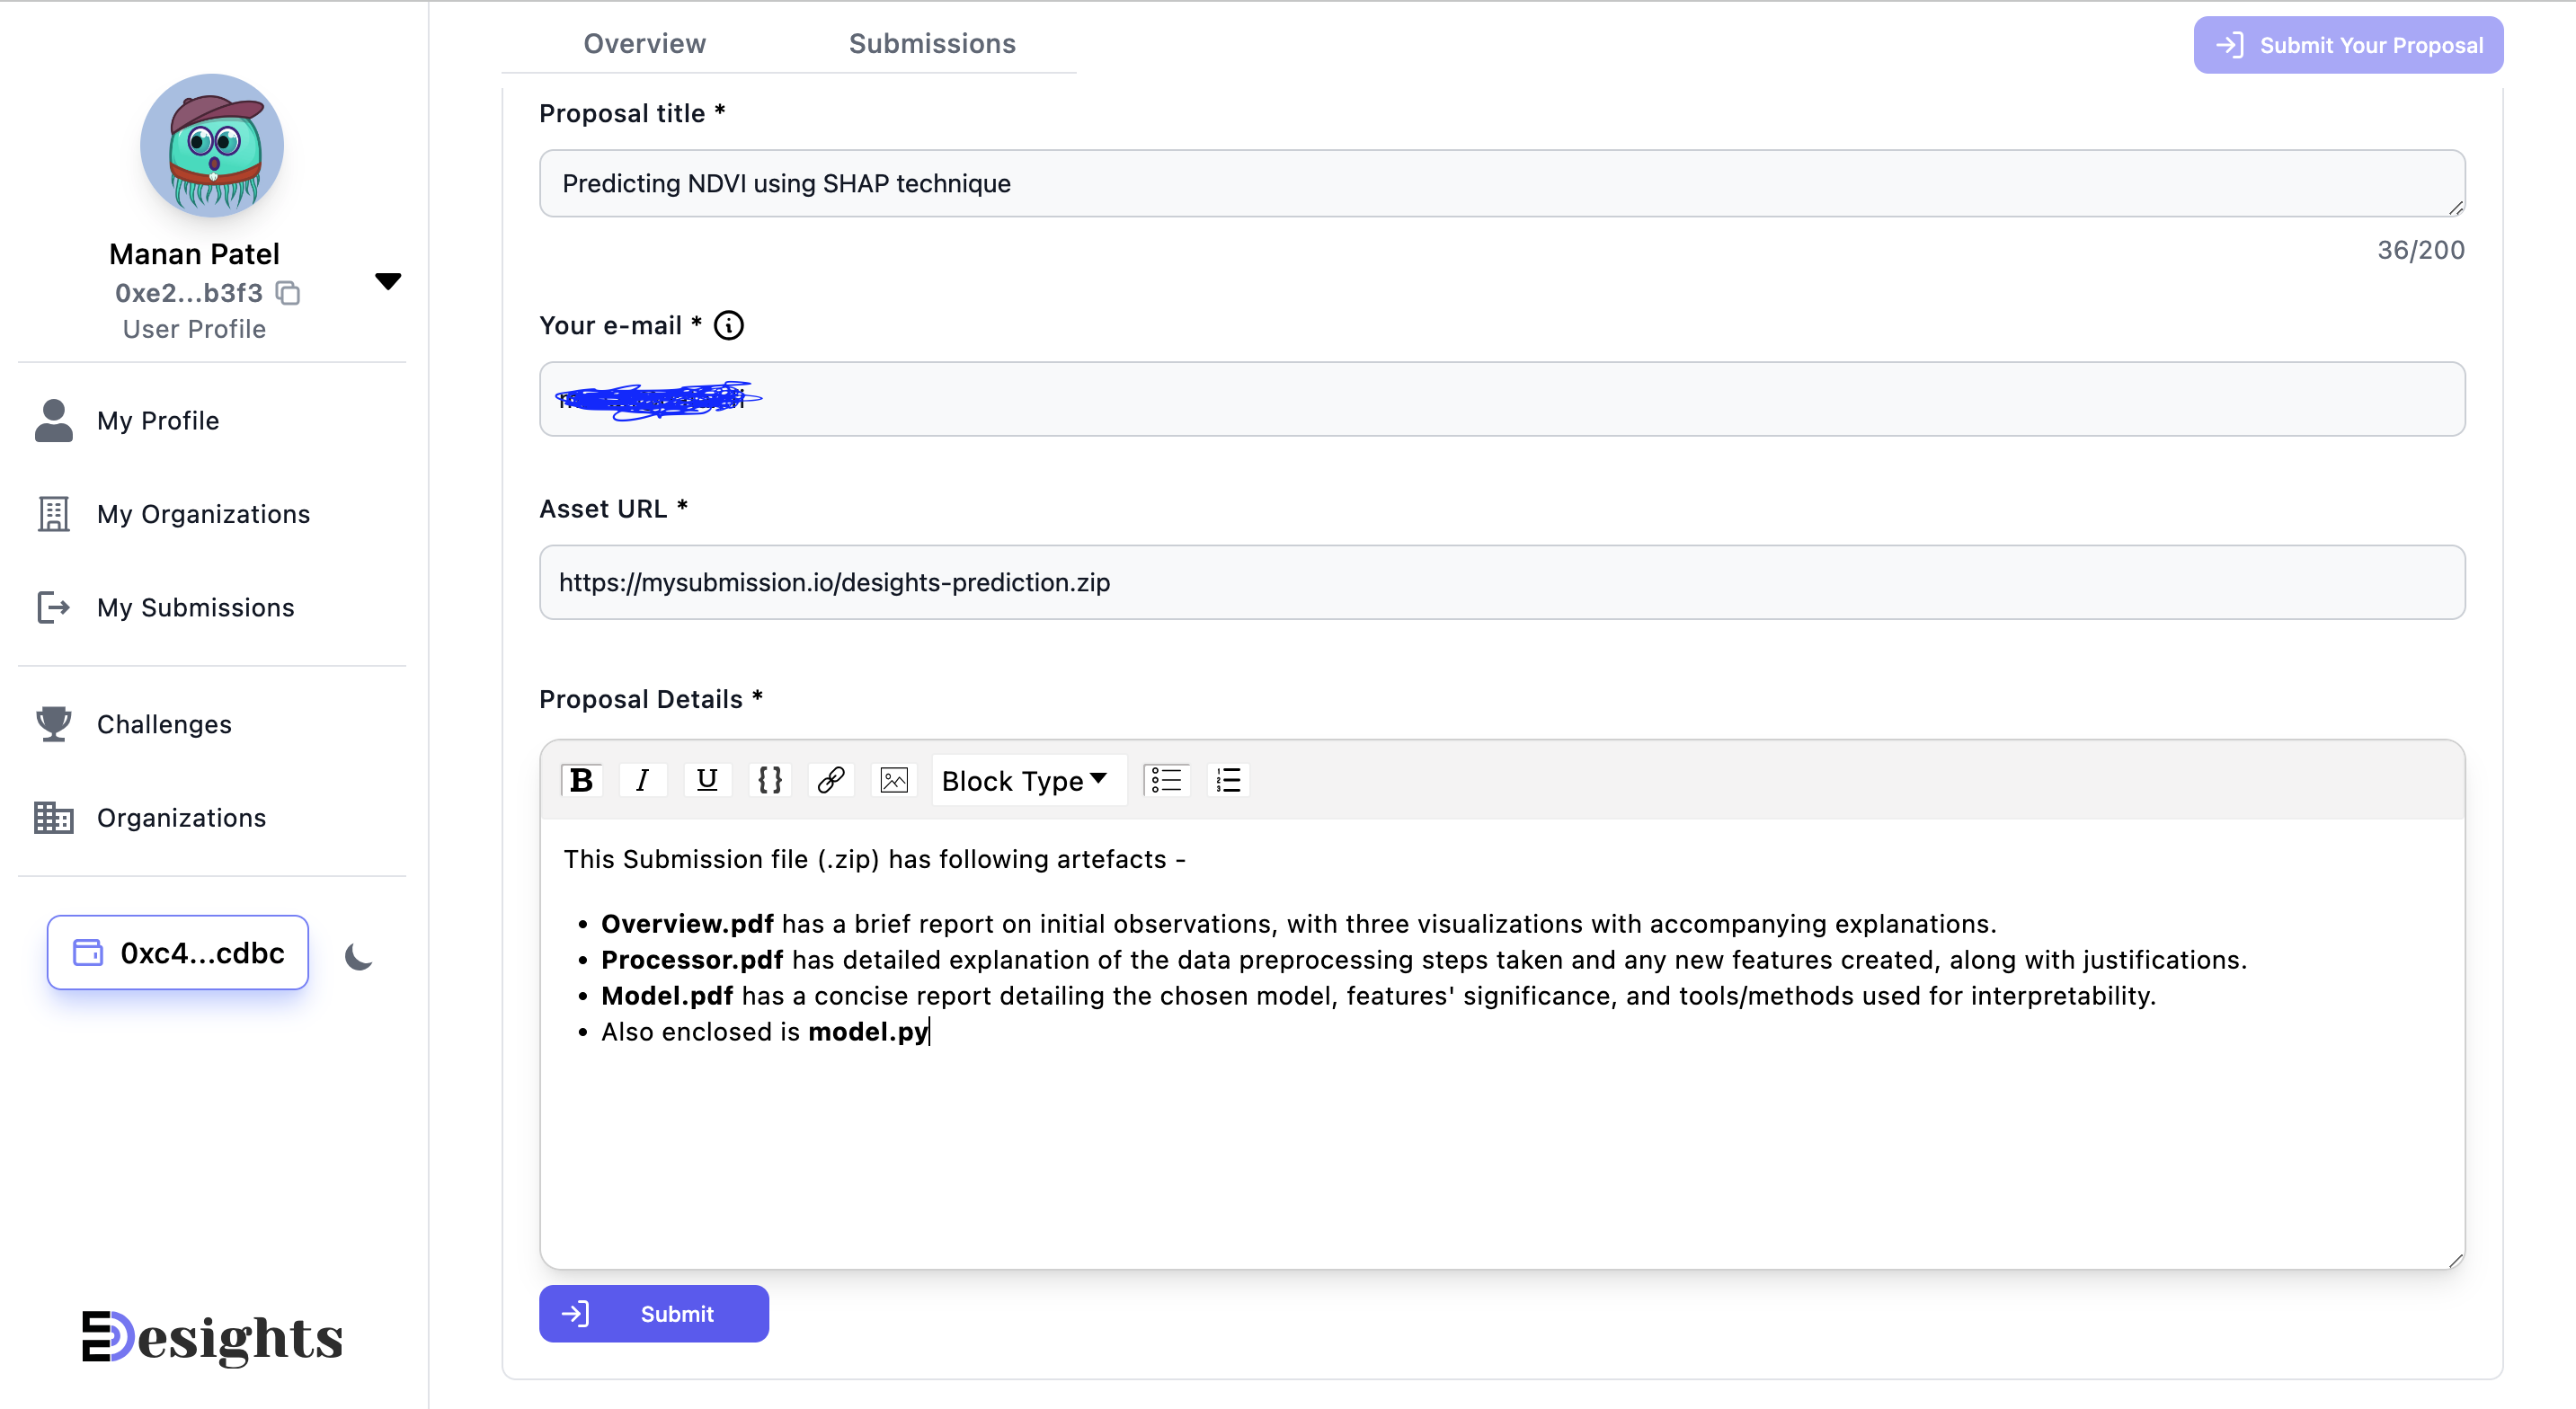 Overview
Submissions
Submit Your Proposal
Manan Patel
0xe2...b3f3
User Profile
My Profile
My Organizations
My Submissions
Challenges
Organizations
0xc4...cdbc
Desights
Proposal title *
Predicting NDVI using SHAP technique
36/200
Your e-mail *
Asset URL *
https://mysubmission.io/desights-prediction.zip
Proposal Details *
B I U {} Block Type
This Submission file (.zip) has following artefacts -
• Overview.pdf has a brief report on initial observations, with three visualizations with accompanying explanations.
• Processor.pdf has detailed explanation of the data preprocessing steps taken and any new features created, along with justifications.
• Model.pdf has a concise report detailing the chosen model, features' significance, and tools/methods used for interpretability.
• Also enclosed is model.py
Submit